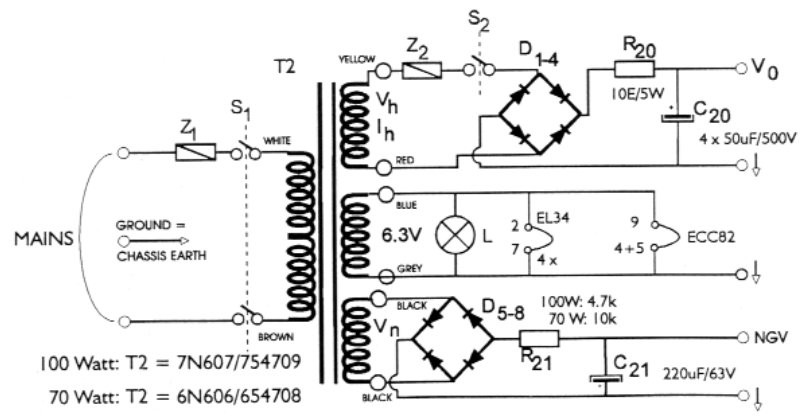 S2
Z2
YELLOW
D1-4
R20
V0
T2
10E/5W
C20
+
4 x 50uF/500V
Vh
Ih
S1
Z1
WHITE
RED
BLUE
MAINS
GROUND =
CHASSIS EARTH
6.3V
L
2
EL34
7
4 x
9
ECC82
4+5
GREY
BLACK
D5-8
100W: 4.7k
70 W: 10k
Vn
NGV
BROWN
R21
C21
+
220uF/63V
BLACK
100 Watt: T2 = 7N607/754709
70 Watt: T2 = 6N606/654708